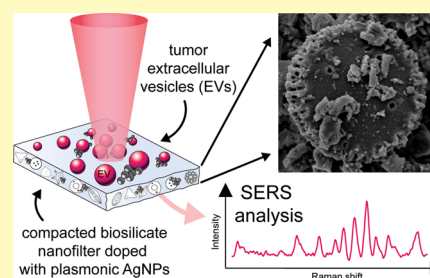 tumor
extracellular
vesicles (EVs)
EV
compacted biosilicate
nanofilter doped
with plasmonic AgNPs
SERS
analysis
Intensity
Raman shift